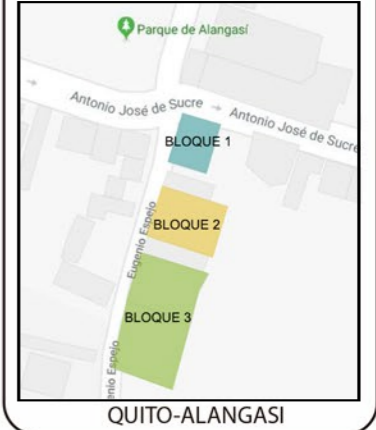 Parque de Alangasí
Antonio José de Sucre
Antonio José de Sucre
BLOQUE 1
Eugenio Espejo
BLOQUE 2
BLOQUE 3
nio Espejo
QUITO-ALANGASI